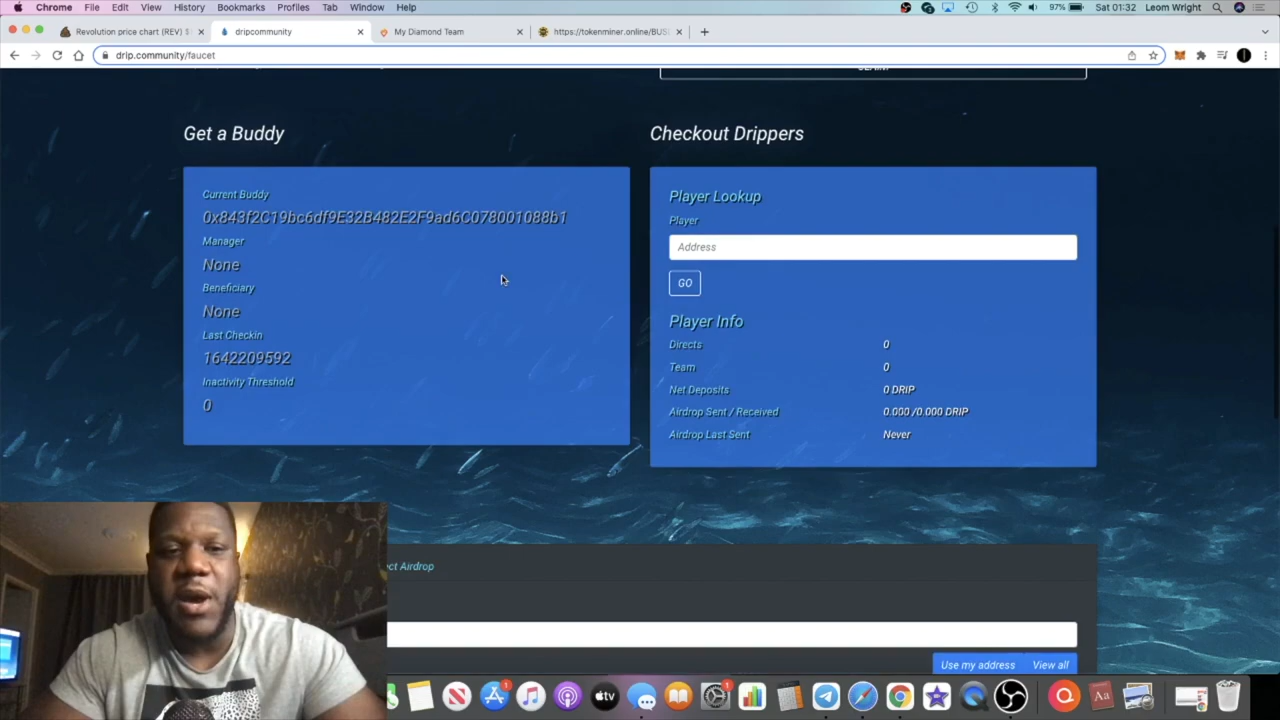 Chrome File Edit View History Bookmarks Profiles Tab Window Help 97% Sat 01:32 Leom Wright
Revolution price chart (REV) $ dripcommunity My Diamond Team https://tokenminer.online/BUS
drip.community/faucet
Get a Buddy
Current Buddy
0x843f2C19bc6df9E32B482E2F9ad6C078001088b1
Manager
None
Beneficiary
None
Last Checkin
1642209592
Inactivity Threshold
0
Checkout Drippers
Player Lookup
Player
Address
GO
Player Info
Directs 0
Team 0
Net Deposits 0 DRIP
Airdrop Sent / Received 0.000 /0.000 DRIP
Airdrop Last Sent Never
ect Airdrop
Use my address View all
tv
Aa